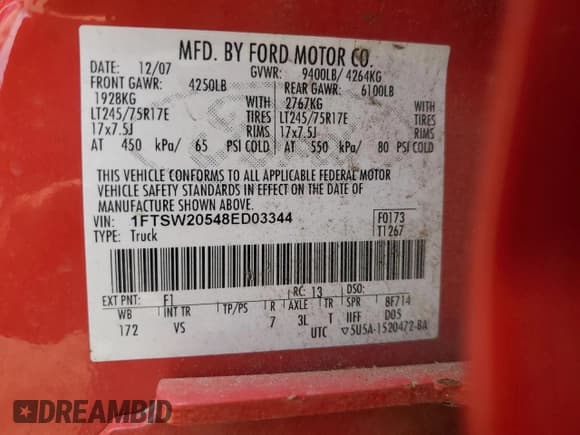 MFD. BY FORD MOTOR CO.
DATE: 12/07 GVWR: 9400LB/ 4264KG
FRONT GAWR: 4250LB REAR GAWR: 6100LB
1928KG WITH 2767KG WITH
LT245/75R17E TIRES LT245/75R17E TIRES
17x7.5J RIMS 17x7.5J RIMS
AT 450 kPa/ 65 PSI COLD AT 550 kPa/ 80 PSI COLD
THIS VEHICLE CONFORMS TO ALL APPLICABLE FEDERAL MOTOR
VEHICLE SAFETY STANDARDS IN EFFECT ON THE DATE OF
MANUFACTURE SHOWN ABOVE.
VIN: 1FTSW20548ED03344 F0173
TYPE: Truck T1267
EXT PNT: F1 RC: 13 DSO:
WB INT TR TP/PS R AXLE TR SPR 8F714
172 VS 7 3L T IIFF D05
UTC ▽5U5A-1520472-BA
DREAMBID